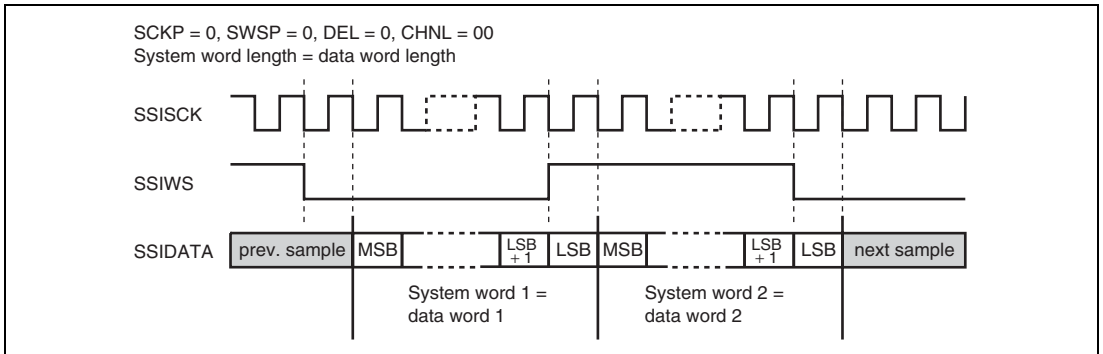 SCKP = 0, SWSP = 0, DEL = 0, CHNL = 00
System word length = data word length
SSISCK
SSIWS
SSIDATA
prev. sample
MSB
LSB
+ 1
LSB
MSB
LSB
+ 1
LSB
next sample
System word 1 =
data word 1
System word 2 =
data word 2